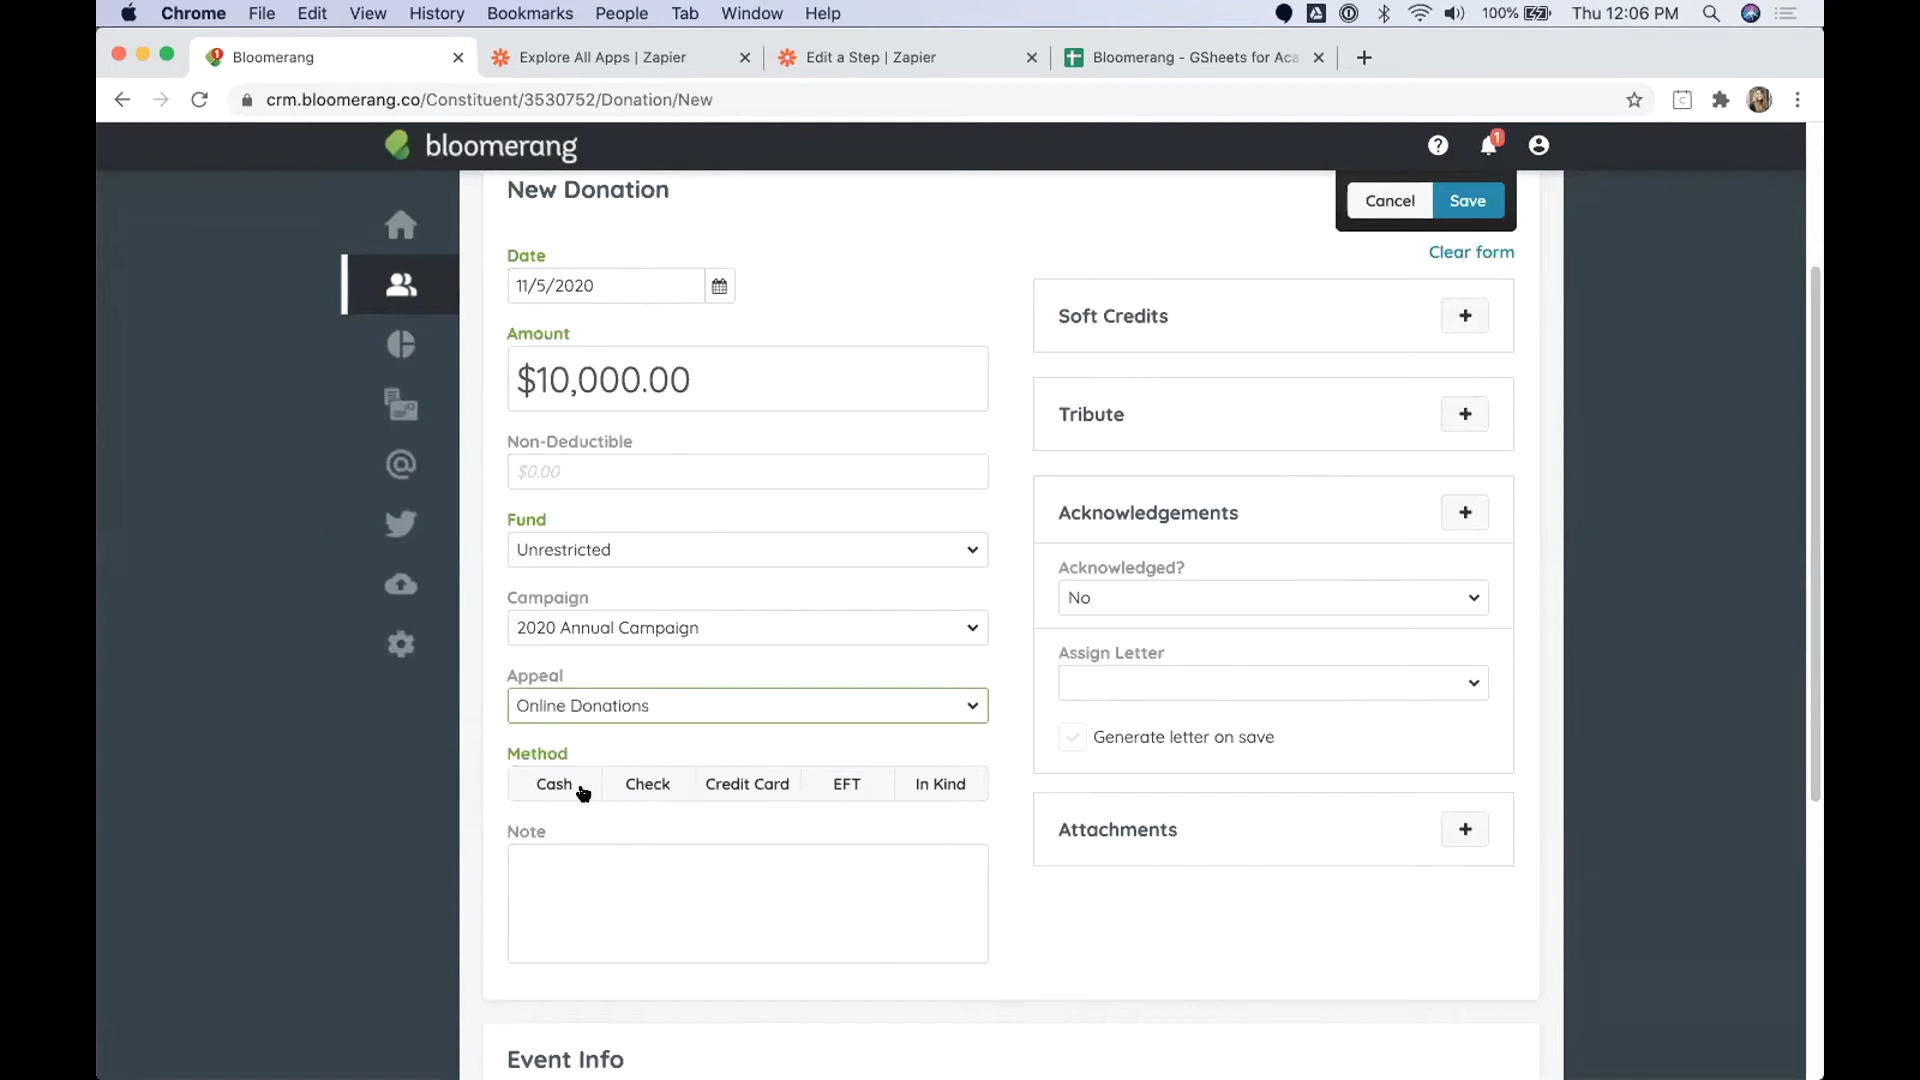 Chrome File Edit View History Bookmarks People Tab Window Help 100% Thu 12:06 PM
Bloomerang Explore All Apps | Zapier Edit a Step | Zapier Bloomerang - GSheets for Aca
crm.bloomerang.co/Constituent/3530752/Donation/New
bloomerang 1
New Donation
Cancel Save
Clear form
Date
11/5/2020
Amount
$10,000.00
Non-Deductible
$0.00
Fund
Unrestricted
Campaign
2020 Annual Campaign
Appeal
Online Donations
Method
Cash Check Credit Card EFT In Kind
Note
Soft Credits
Tribute
Acknowledgements
Acknowledged?
No
Assign Letter
Generate letter on save
Attachments
Event Info